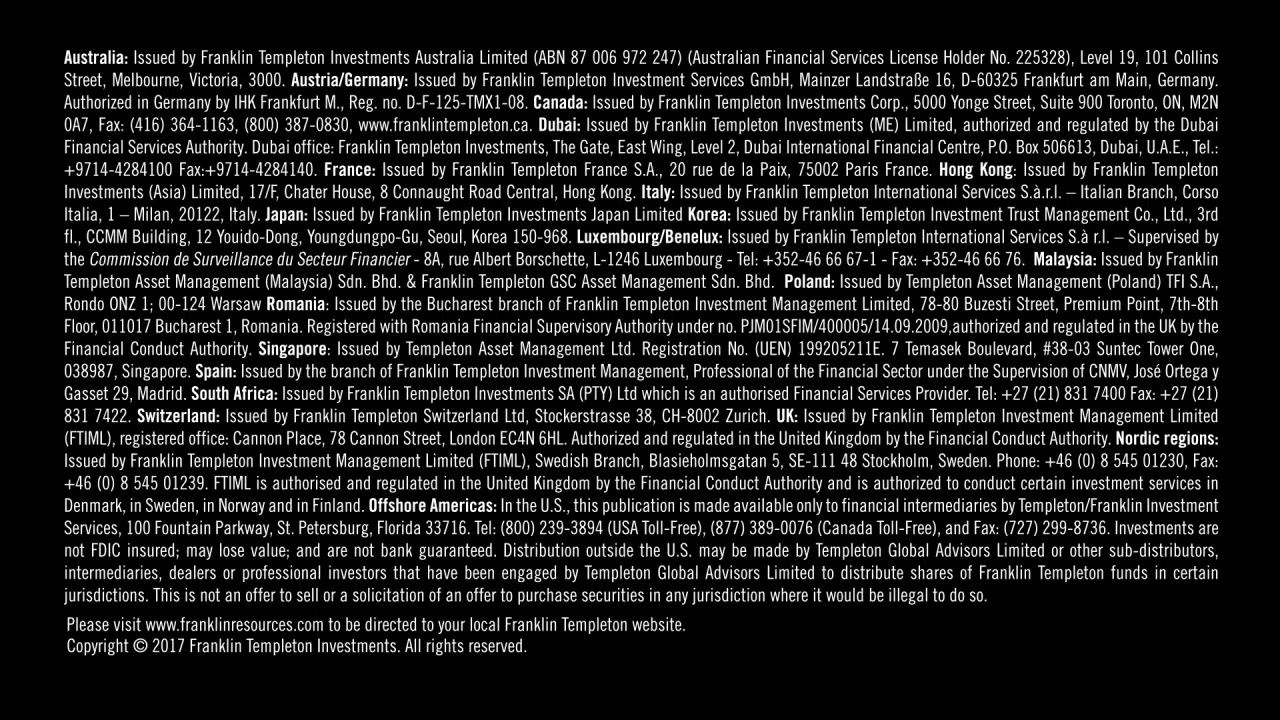 Australia: Issued by Franklin Templeton Investments Australia Limited (ABN 87 006 972 247) (Australian Financial Services License Holder No. 225328), Level 19, 101 Collins
Street, Melbourne, Victoria, 3000. Austria/Germany: Issued by Franklin Templeton Investment Services GmbH, Mainzer Landstraße 16, D-60325 Frankfurt am Main, Germany.
Authorized in Germany by IHK Frankfurt M., Reg. no. D-F-125-TMX1-08. Canada: Issued by Franklin Templeton Investments Corp., 5000 Yonge Street, Suite 900 Toronto, ON, M2N
0A7, Fax: (416) 364-1163, (800) 387-0830, www.franklintempleton.ca. Dubai: Issued by Franklin Templeton Investments (ME) Limited, authorized and regulated by the Dubai
Financial Services Authority. Dubai office: Franklin Templeton Investments, The Gate, East Wing, Level 2, Dubai International Financial Centre, P.O. Box 506613, Dubai, U.A.E., Tel.:
+9714-4284100 Fax:+9714-4284140. France: Issued by Franklin Templeton France S.A., 20 rue de la Paix, 75002 Paris France. Hong Kong: Issued by Franklin Templeton
Investments (Asia) Limited, 17/F, Chater House, 8 Connaught Road Central, Hong Kong. Italy: Issued by Franklin Templeton International Services S.à.r.l. – Italian Branch, Corso
Italia, 1 – Milan, 20122, Italy. Japan: Issued by Franklin Templeton Investments Japan Limited Korea: Issued by Franklin Templeton Investment Trust Management Co., Ltd., 3rd
fl., CCMM Building, 12 Youido-Dong, Youngdungpo-Gu, Seoul, Korea 150-968. Luxembourg/Benelux: Issued by Franklin Templeton International Services S.à r.l. – Supervised by
the Commission de Surveillance du Secteur Financier - 8A, rue Albert Borschette, L-1246 Luxembourg - Tel: +352-46 66 67-1 - Fax: +352-46 66 76. Malaysia: Issued by Franklin
Templeton Asset Management (Malaysia) Sdn. Bhd. & Franklin Templeton GSC Asset Management Sdn. Bhd. Poland: Issued by Templeton Asset Management (Poland) TFI S.A.,
Rondo ONZ 1; 00-124 Warsaw Romania: Issued by the Bucharest branch of Franklin Templeton Investment Management Limited, 78-80 Buzesti Street, Premium Point, 7th-8th
Floor, 011017 Bucharest 1, Romania. Registered with Romania Financial Supervisory Authority under no. PJM01SFIM/400005/14.09.2009,authorized and regulated in the UK by the
Financial Conduct Authority. Singapore: Issued by Templeton Asset Management Ltd. Registration No. (UEN) 199205211E. 7 Temasek Boulevard, #38-03 Suntec Tower One,
038987, Singapore. Spain: Issued by the branch of Franklin Templeton Investment Management, Professional of the Financial Sector under the Supervision of CNMV, José Ortega y
Gasset 29, Madrid. South Africa: Issued by Franklin Templeton Investments SA (PTY) Ltd which is an authorised Financial Services Provider. Tel: +27 (21) 831 7400 Fax: +27 (21)
831 7422. Switzerland: Issued by Franklin Templeton Switzerland Ltd, Stockerstrasse 38, CH-8002 Zurich. UK: Issued by Franklin Templeton Investment Management Limited
(FTIML), registered office: Cannon Place, 78 Cannon Street, London EC4N 6HL. Authorized and regulated in the United Kingdom by the Financial Conduct Authority. Nordic regions:
Issued by Franklin Templeton Investment Management Limited (FTIML), Swedish Branch, Blasieholmsgatan 5, SE-111 48 Stockholm, Sweden. Phone: +46 (0) 8 545 01230, Fax:
+46 (0) 8 545 01239. FTIML is authorised and regulated in the United Kingdom by the Financial Conduct Authority and is authorized to conduct certain investment services in
Denmark, in Sweden, in Norway and in Finland. Offshore Americas: In the U.S., this publication is made available only to financial intermediaries by Templeton/Franklin Investment
Services, 100 Fountain Parkway, St. Petersburg, Florida 33716. Tel: (800) 239-3894 (USA Toll-Free), (877) 389-0076 (Canada Toll-Free), and Fax: (727) 299-8736. Investments are
not FDIC insured; may lose value; and are not bank guaranteed. Distribution outside the U.S. may be made by Templeton Global Advisors Limited or other sub-distributors,
intermediaries, dealers or professional investors that have been engaged by Templeton Global Advisors Limited to distribute shares of Franklin Templeton funds in certain
jurisdictions. This is not an offer to sell or a solicitation of an offer to purchase securities in any jurisdiction where it would be illegal to do so.
Please visit www.franklinresources.com to be directed to your local Franklin Templeton website.
Copyright © 2017 Franklin Templeton Investments. All rights reserved.